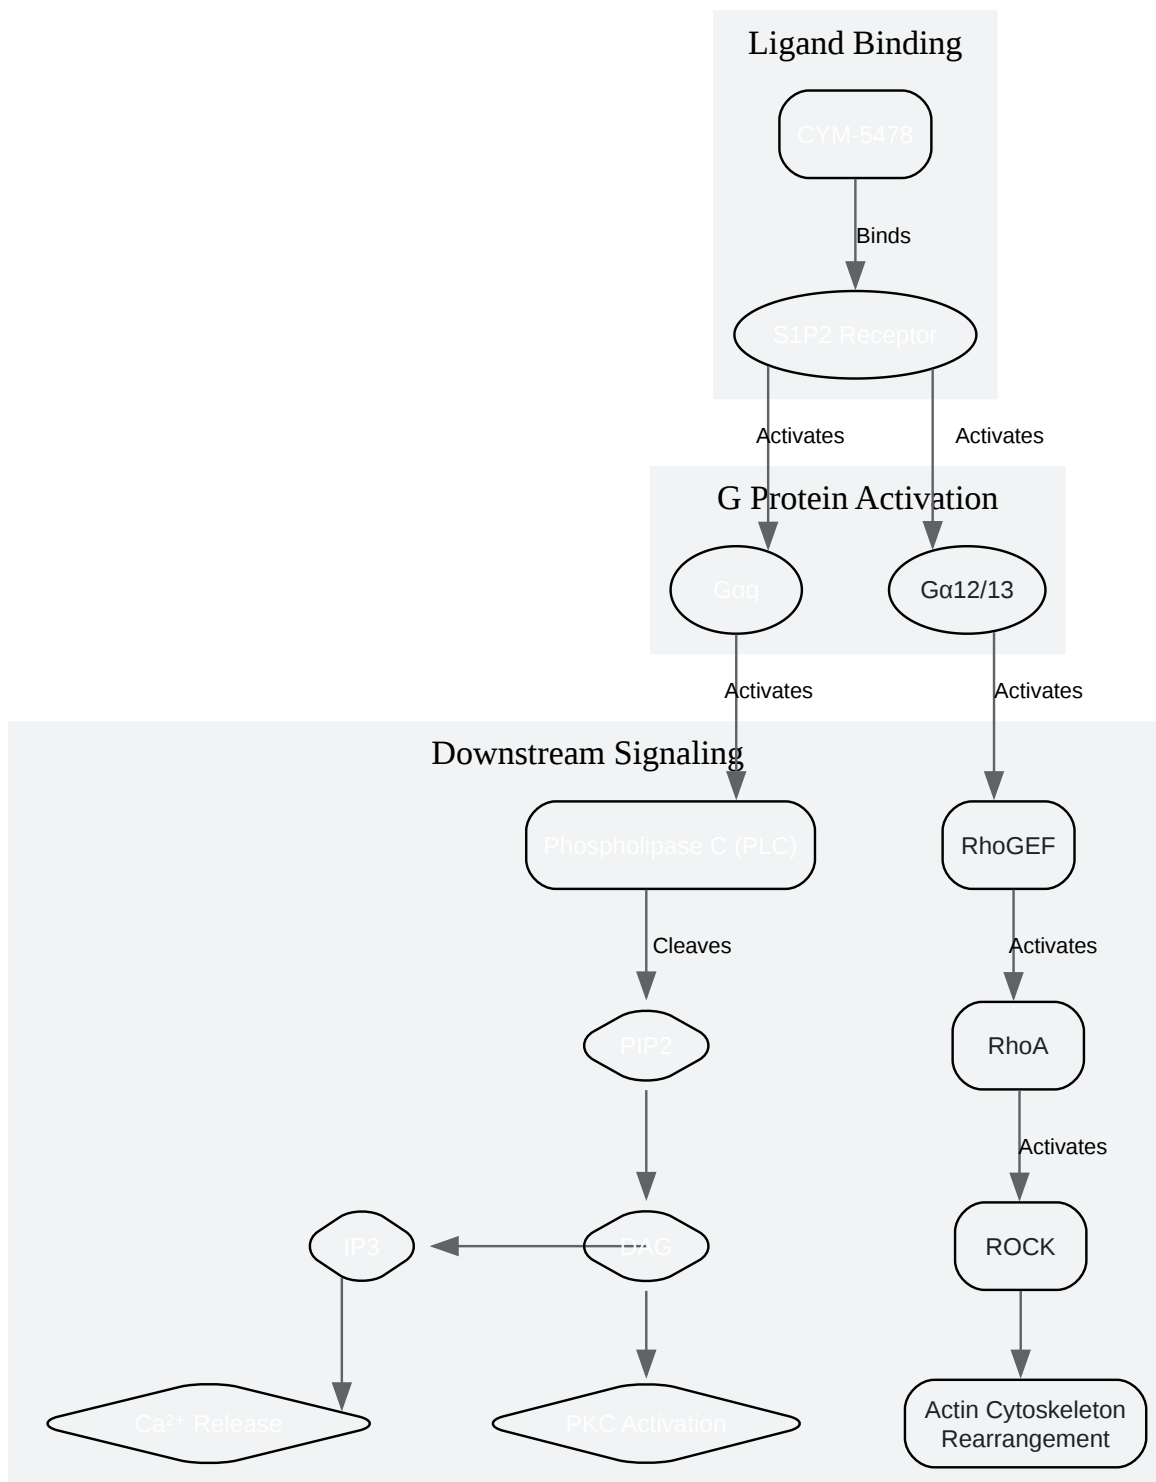 Ligand Binding
CYM-5478
Binds
S1P2 Receptor
Activates
Activates
G Protein Activation
Gαq
Gα12/13
Activates
Activates
Downstream Signaling
Phospholipase C (PLC)
RhoGEF
Cleaves
Activates
PIP2
RhoA
Activates
IP3
DAG
ROCK
Ca²⁺ Release
PKC Activation
Actin Cytoskeleton
Rearrangement